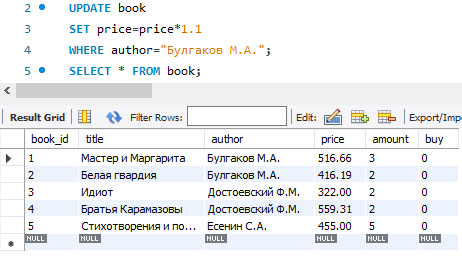 2 UPDATE book
3 SET price=price*1.1
4 WHERE author="Булгаков М.А.";
5 SELECT * FROM book;
Result Grid Filter Rows: Edit: Export/Impo
book_id title author price amount buy
1 Мастер и Маргарита Булгаков М.А. 516.66 3 0
2 Белая гвардия Булгаков М.А. 416.19 2 0
3 Идиот Достоевский Ф.М. 322.00 2 0
4 Братья Карамазовы Достоевский Ф.М. 559.31 2 0
5 Стихотворения и по... Есенин С.А. 455.00 5 0
NULL NULL NULL NULL NULL NULL